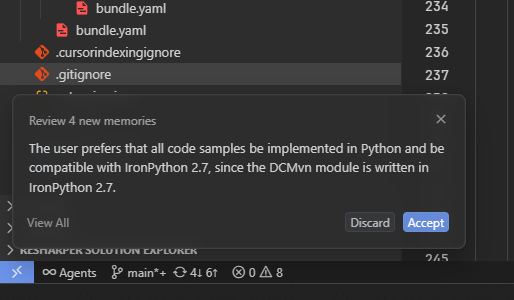 bundle.yaml
234
bundle.yaml
235
.cursorindexingignore
236
.gitignore
237
Review 4 new memories
The user prefers that all code samples be implemented in Python and be
compatible with IronPython 2.7, since the DCMvn module is written in
IronPython 2.7.
View All
Discard
Accept
RESHARPER SOLUTION EXPLORER
245
Agents
main*+
4↓ 6↑
0
8